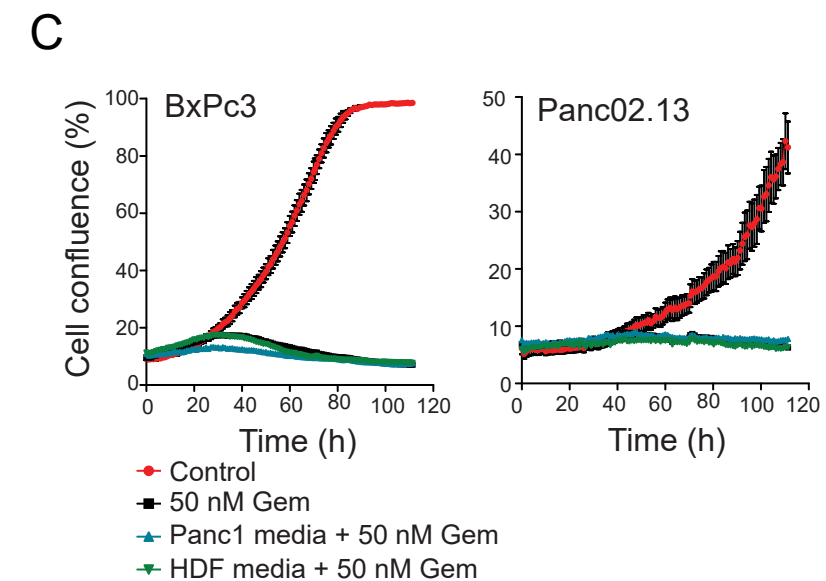 C
BxPc3
Panc02.13
Cell confluence (%)
100
80
60
40
20
0
50
40
30
20
10
0
0 20 40 60 80 100 120
0 20 40 60 80 100 120
Time (h)
Time (h)
Control
50 nM Gem
Panc1 media + 50 nM Gem
HDF media + 50 nM Gem